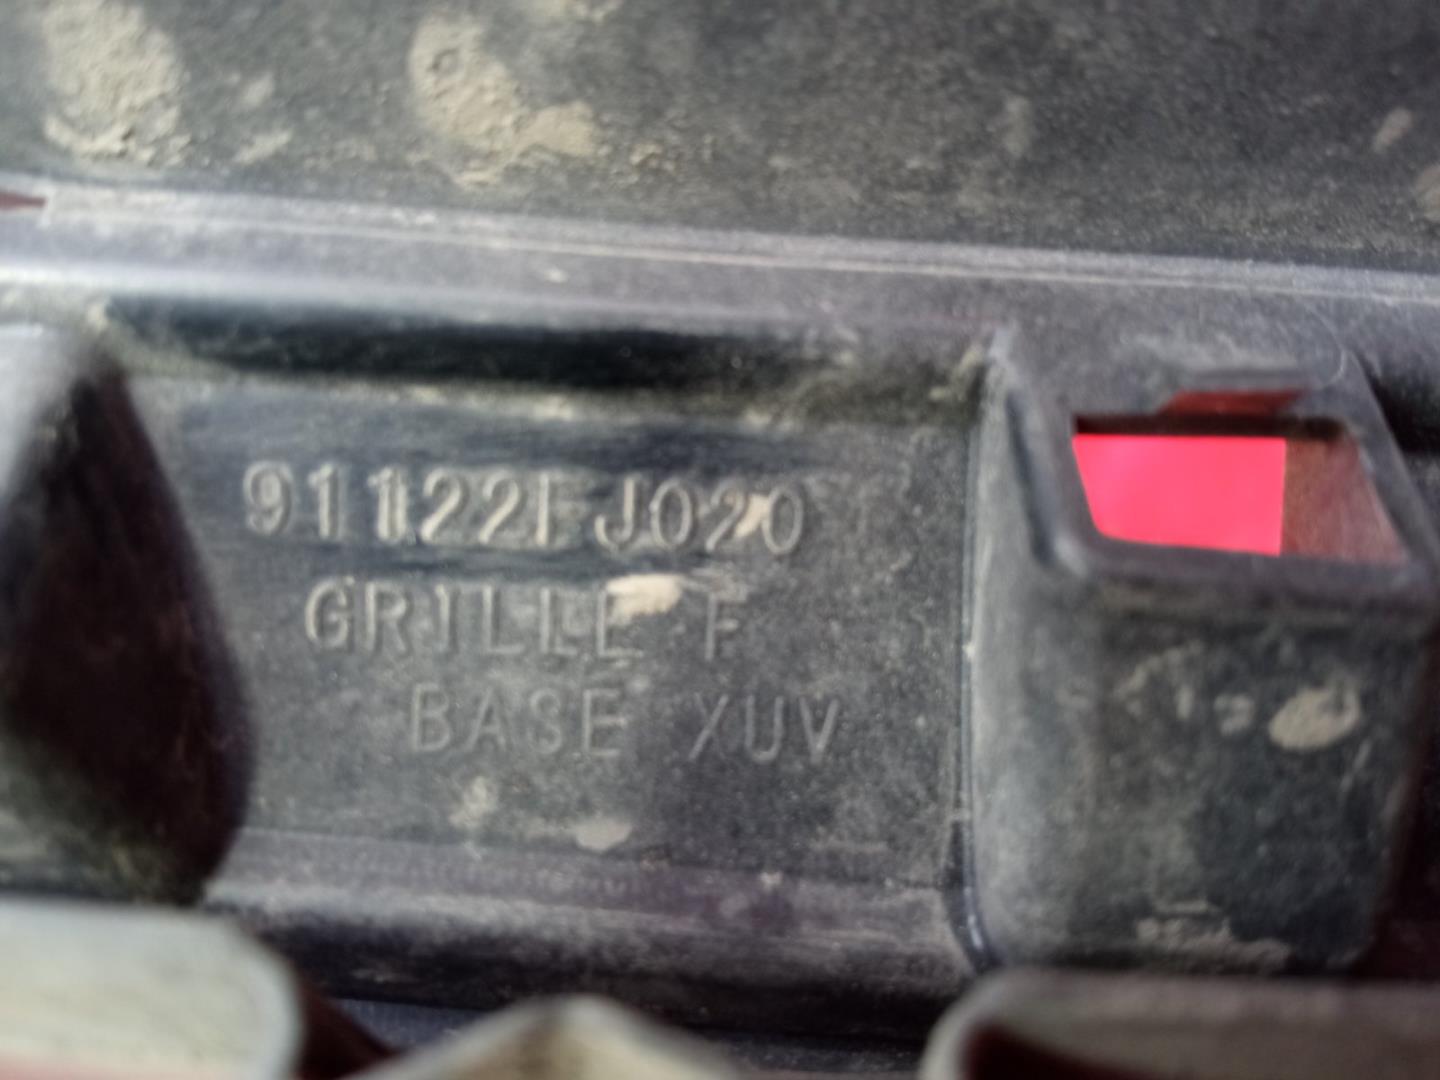 91122FJ020
GRILLE F
BASE XUV